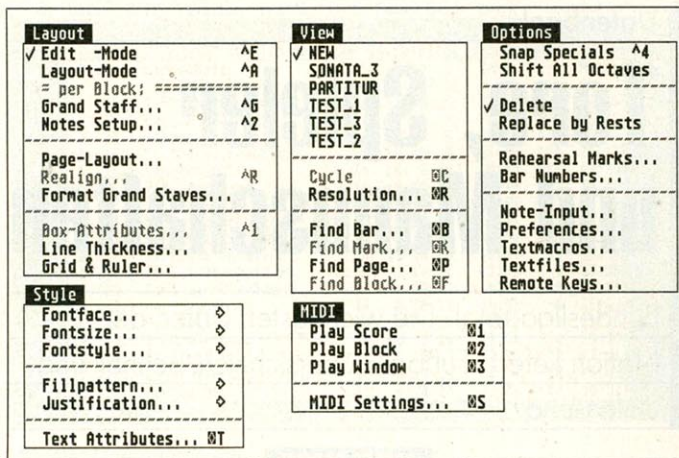 Layout
✓ Edit -Mode ^E
Layout-Mode ^A
= per Block: ============
Grand Staff... ^G
Notes Setup... ^2
Page-Layout...
Realign... ^R
Format Grand Staves...
Box-Attributes... ^1
Line Thickness...
Grid & Ruler...
View
✓ NEW
SONATA_3
PARTITUR
TEST_1
TEST_3
TEST_2
Cycle ⌧C
Resolution... ⌧R
Find Bar... ⌧B
Find Mark... ⌧K
Find Page... ⌧P
Find Block... ⌧F
Options
Snap Specials ^4
Shift All Octaves
✓ Delete
Replace by Rests
Rehearsal Marks...
Bar Numbers...
Note-Input...
Preferences...
Textmacros...
Textfiles...
Remote Keys...
Style
Fontface... ◇
Fontsize... ◇
Fontstyle... ◇
Fillpattern... ◇
Justification... ◇
Text Attributes... ⌧T
MIDI
Play Score ⌧1
Play Block ⌧2
Play Window ⌧3
MIDI Settings... ⌧S